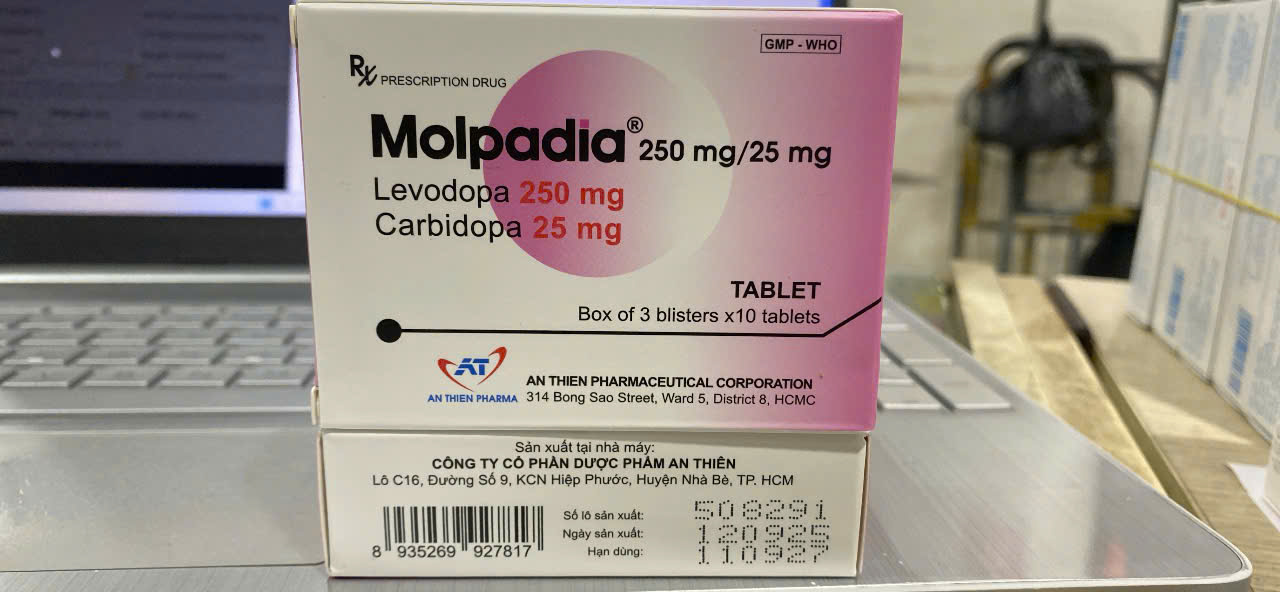 GMP - WHO
Rx PRESCRIPTION DRUG
Molpadia® 250 mg/25 mg
Levodopa 250 mg
Carbidopa 25 mg
TABLET
Box of 3 blisters x10 tablets
AT
AN THIEN PHARMA
AN THIEN PHARMACEUTICAL CORPORATION
314 Bong Sao Street, Ward 5, District 8, HCMC
Sản xuất tại nhà máy:
CÔNG TY CỔ PHẦN DƯỢC PHẨM AN THIÊN
Lô C16, Đường Số 9, KCN Hiệp Phước, Huyện Nhà Bè, TP. HCM
Số lô sản xuất: 508291
Ngày sản xuất: 120925
Hạn dùng: 110927
8 935269 927817